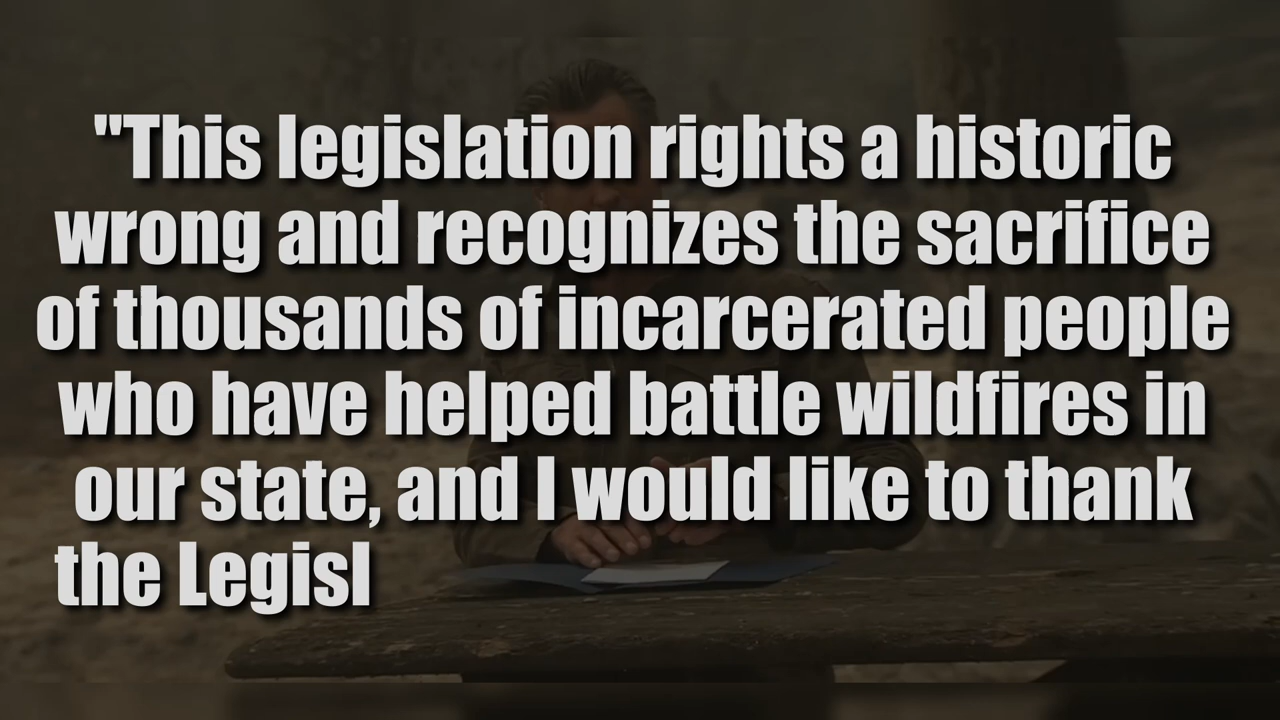 "This legislation rights a historic
wrong and recognizes the sacrifice
of thousands of incarcerated people
who have helped battle wildfires in
our state, and I would like to thank
the Legisl